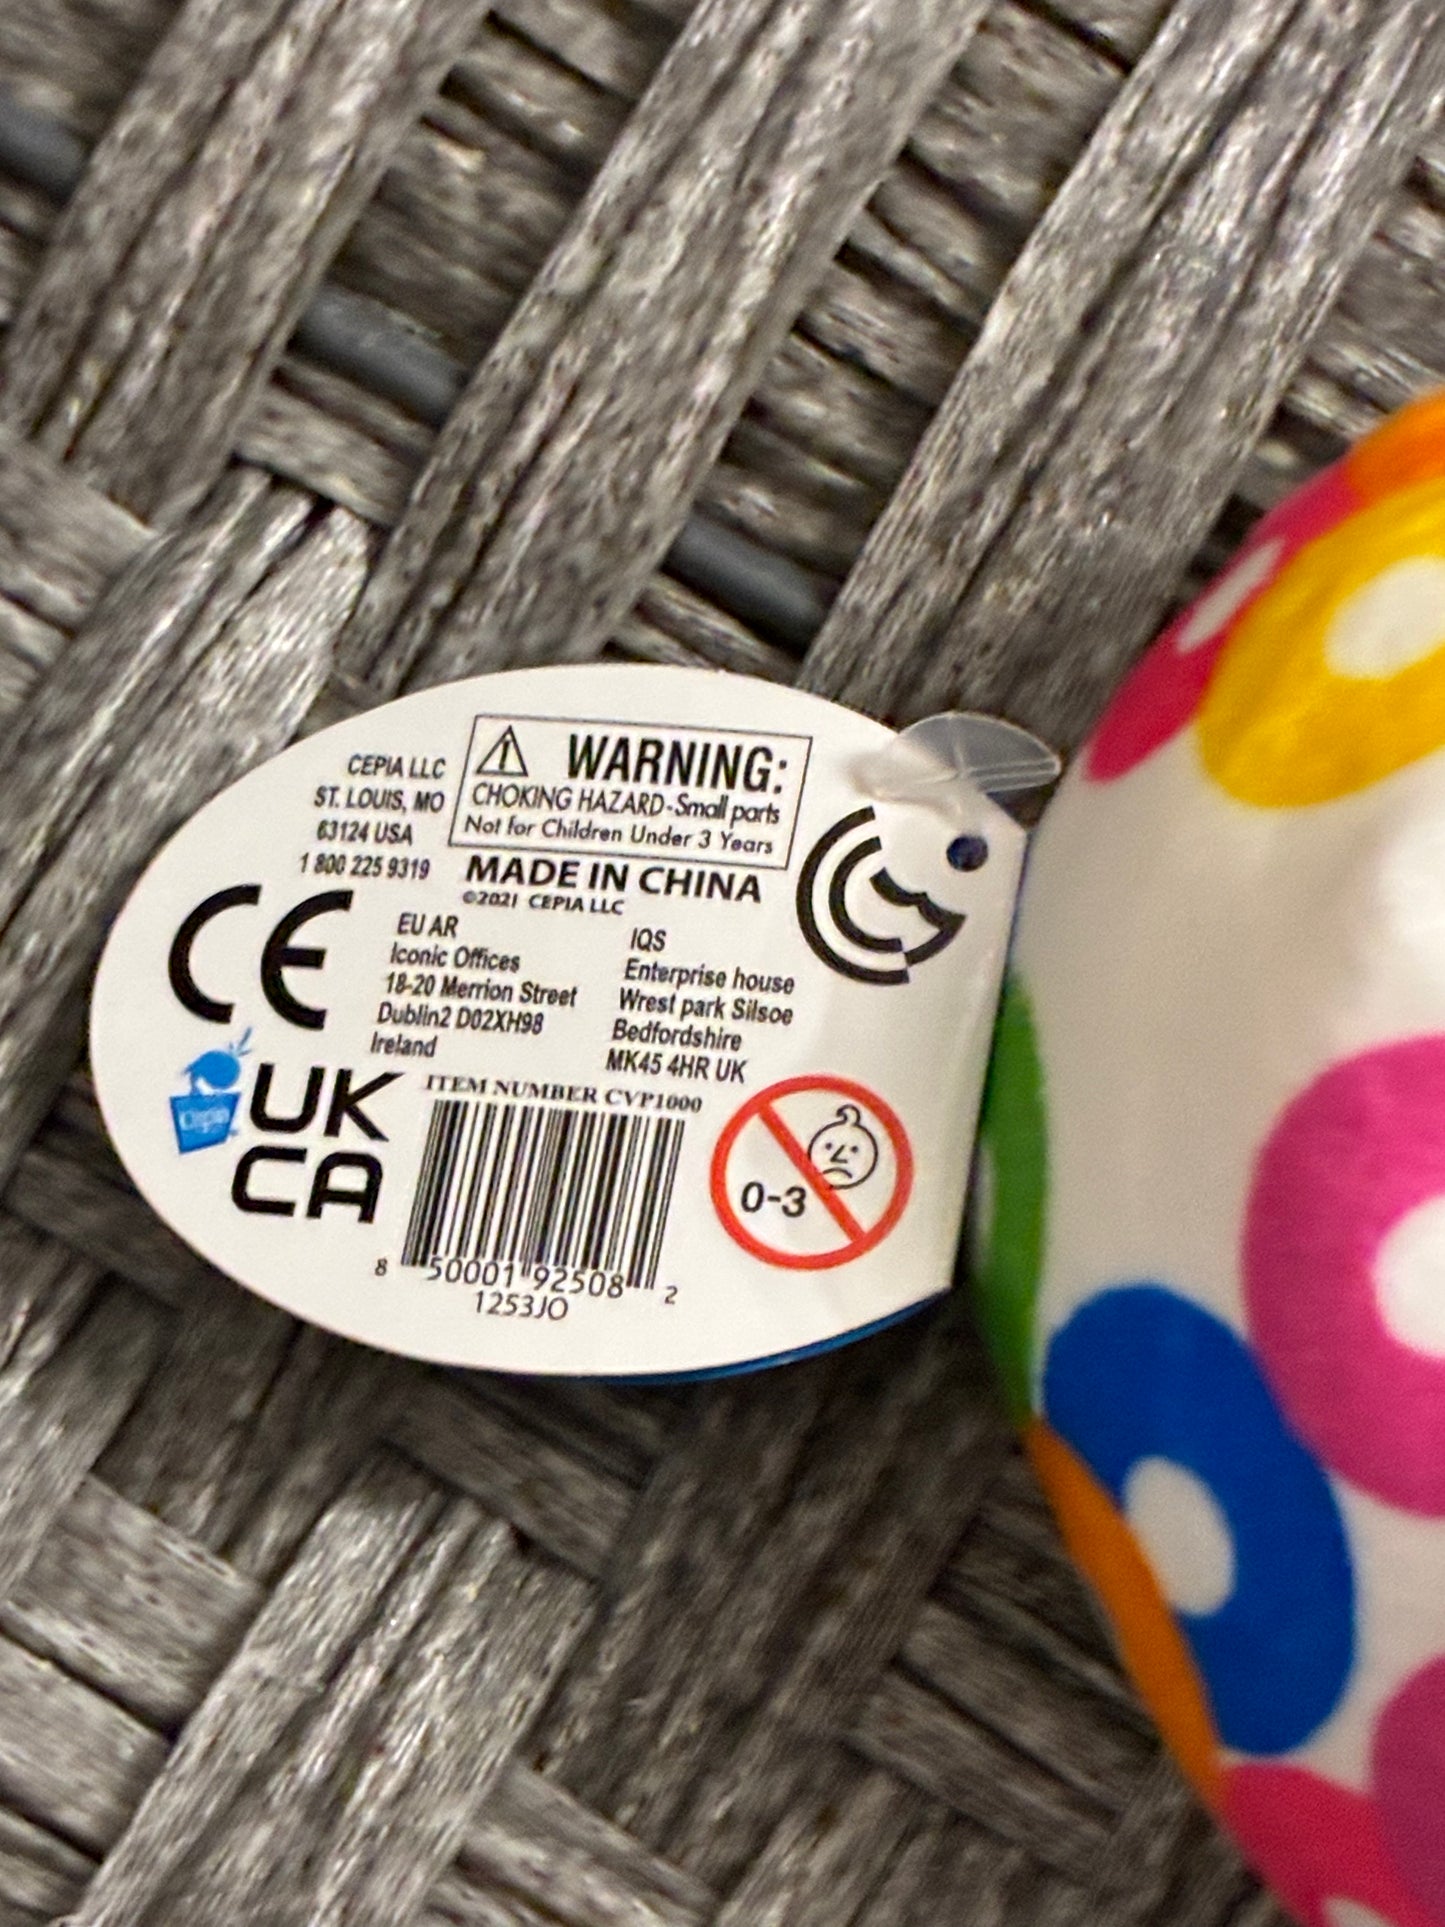 CEPIA LLC
ST. LOUIS, MO
63124 USA
1 800 225 9319
WARNING:
CHOKING HAZARD-Small parts
Not for Children Under 3 Years
MADE IN CHINA
©2021 CEPIA LLC
CE
EU AR
Iconic Offices
18-20 Merrion Street
Dublin2 D02XH98
Ireland
IQS
Enterprise house
Wrest park Silsoe
Bedfordshire
MK45 4HR UK
Cepia
UK
CA
ITEM NUMBER CVP1000
0-3
8 50001 92508 2
1253JO